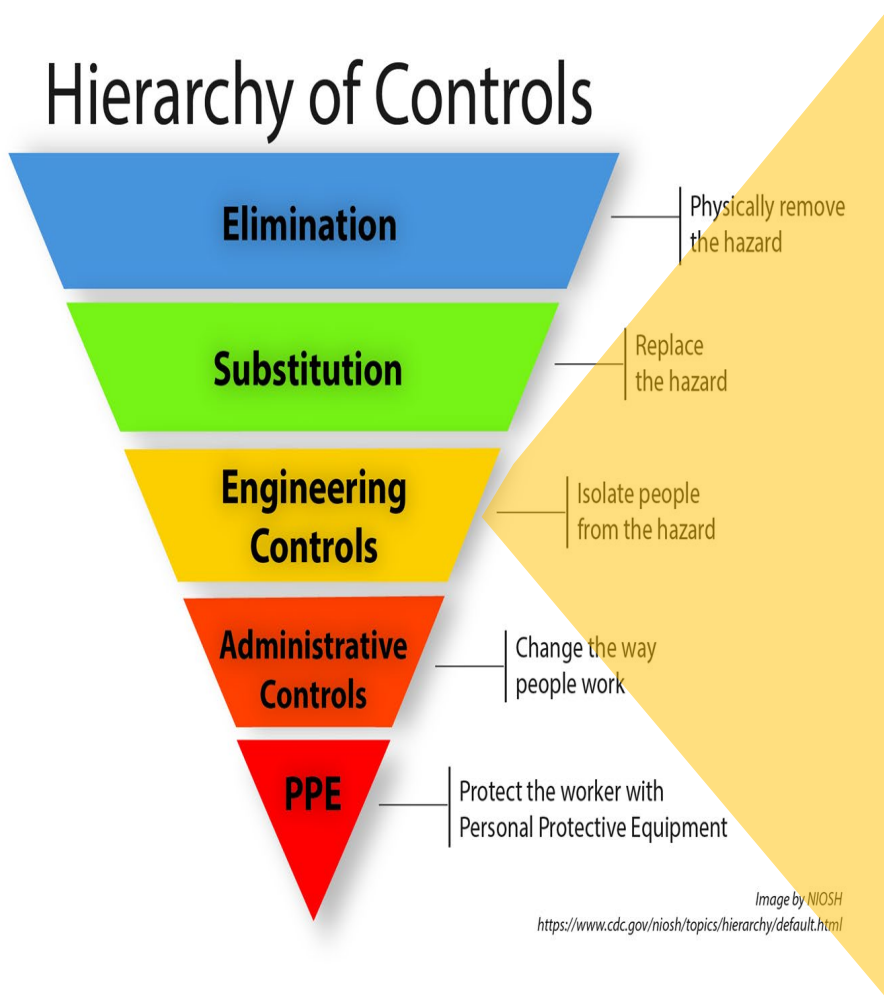 Hierarchy of Controls
Elimination
Physically remove
the hazard
Substitution
Replace
the hazard
Engineering
Controls
Isolate people
from the hazard
Administrative
Controls
Change the way
people work
PPE
Protect the worker with
Personal Protective Equipment
Image by NIOSH
https://www.cdc.gov/niosh/topics/hierarchy/default.html